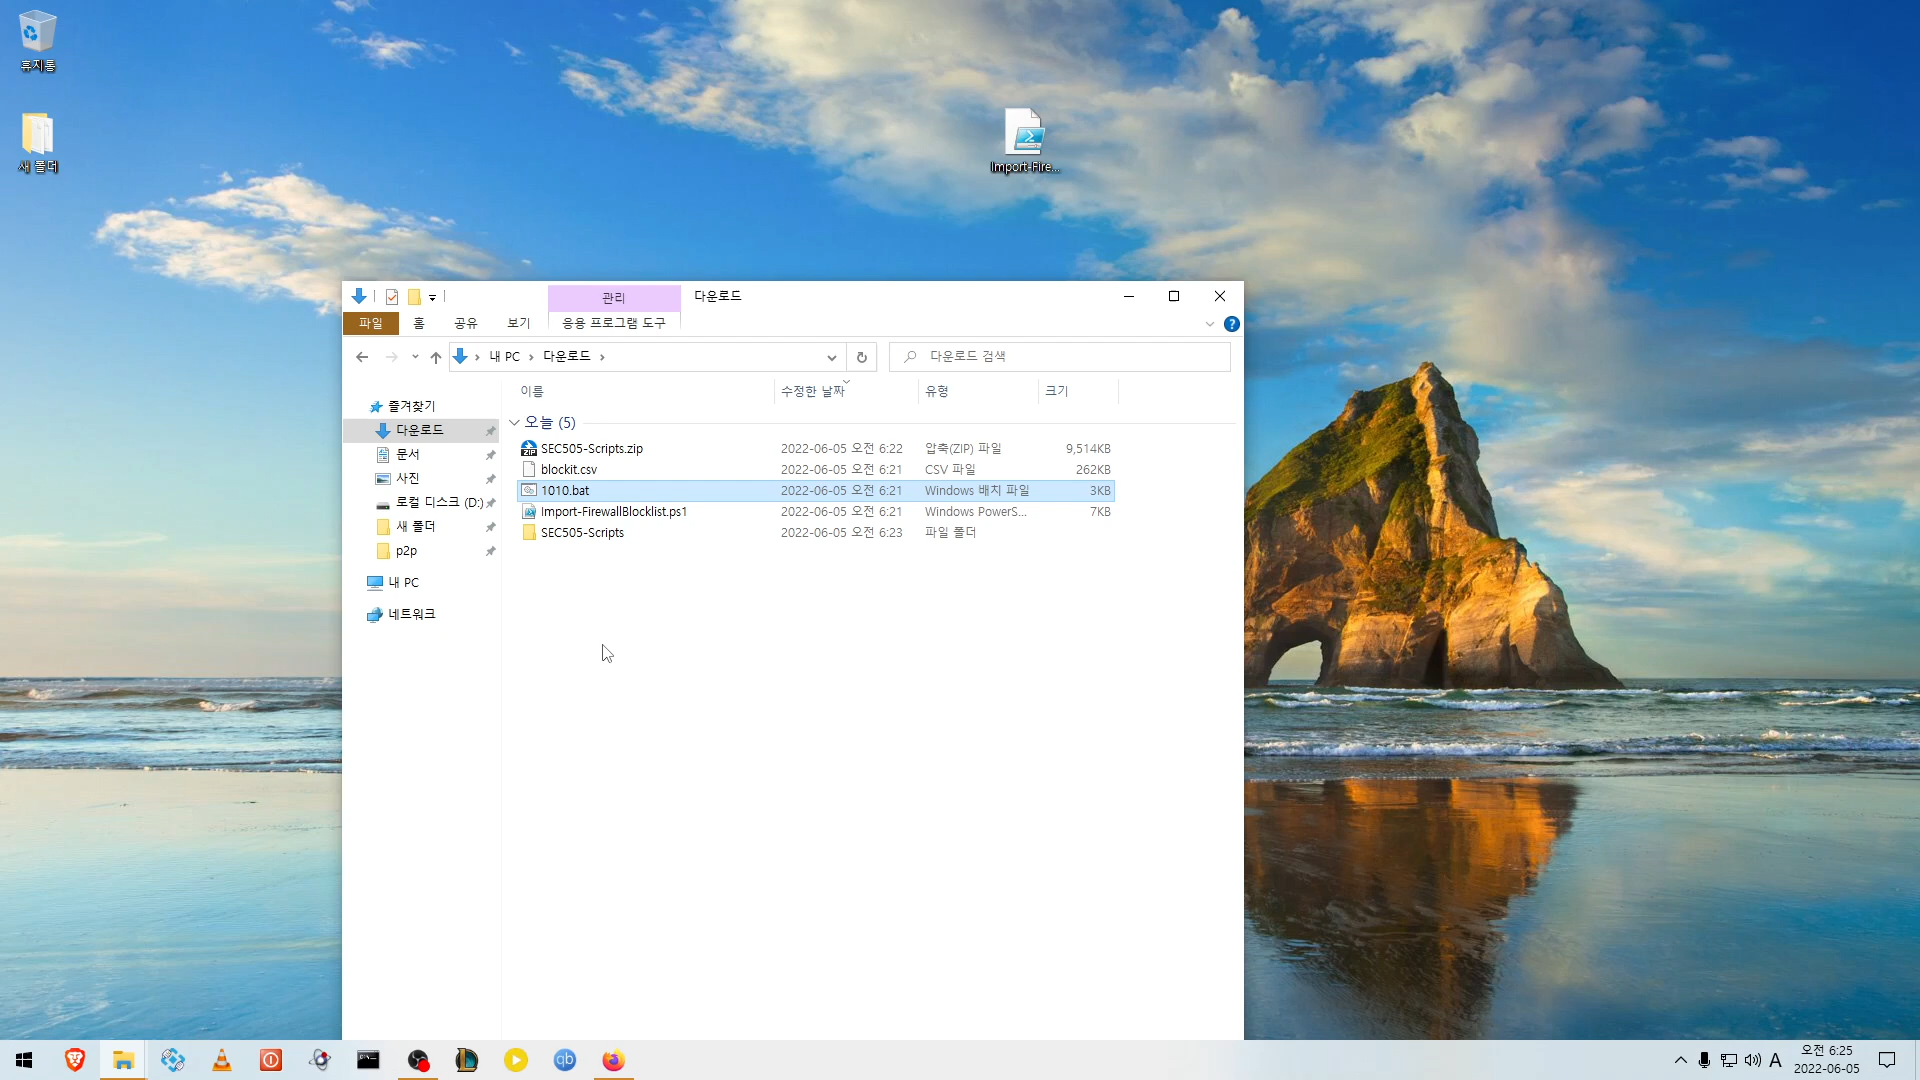 휴지통
새 폴더
Import-Fire...
관리
다운로드
파일
홈
공유
보기
응용 프로그램 도구
내 PC
다운로드
다운로드 검색
이름
수정한 날짜
유형
크기
즐겨찾기
다운로드
문서
사진
로컬 디스크 (D:)
새 폴더
p2p
내 PC
네트워크
오늘 (5)
SEC505-Scripts.zip 2022-06-05 오전 6:22 압축(ZIP) 파일 9,514KB
blockit.csv 2022-06-05 오전 6:21 CSV 파일 262KB
1010.bat 2022-06-05 오전 6:21 Windows 배치 파일 3KB
Import-FirewallBlocklist.ps1 2022-06-05 오전 6:21 Windows PowerS... 7KB
SEC505-Scripts 2022-06-05 오전 6:23 파일 폴더
ZIP
qb
A
오전 6:25
2022-06-05